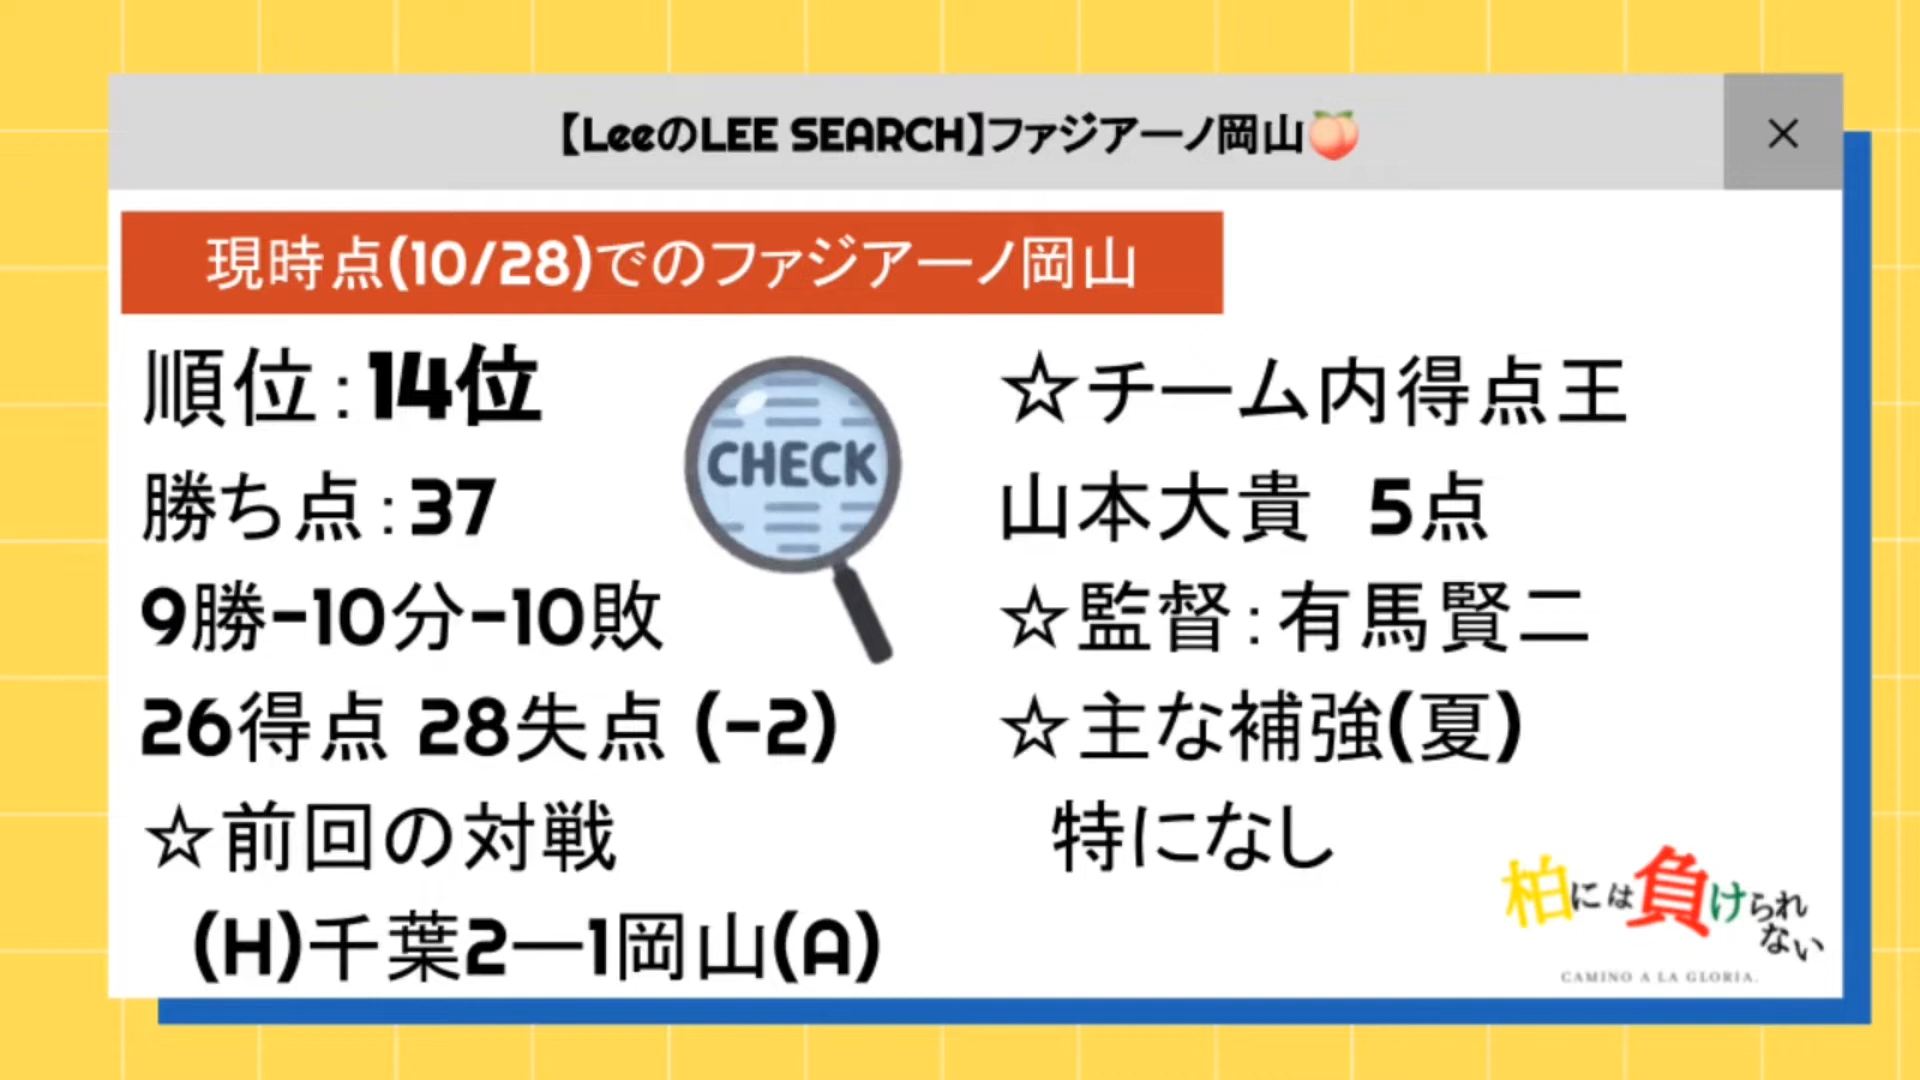 【LeeのLEE SEARCH】ファジアーノ岡山🍑
現時点(10/28)でのファジアーノ岡山
順位:14位
勝ち点:37
9勝-10分-10敗
26得点 28失点 (-2)
☆前回の対戦
(H)千葉2ー1岡山(A)
CHECK
☆チーム内得点王
山本大貴 5点
☆監督:有馬賢二
☆主な補強(夏)
特になし
柏には負けられ
ない
CAMINO A LA GLORIA.